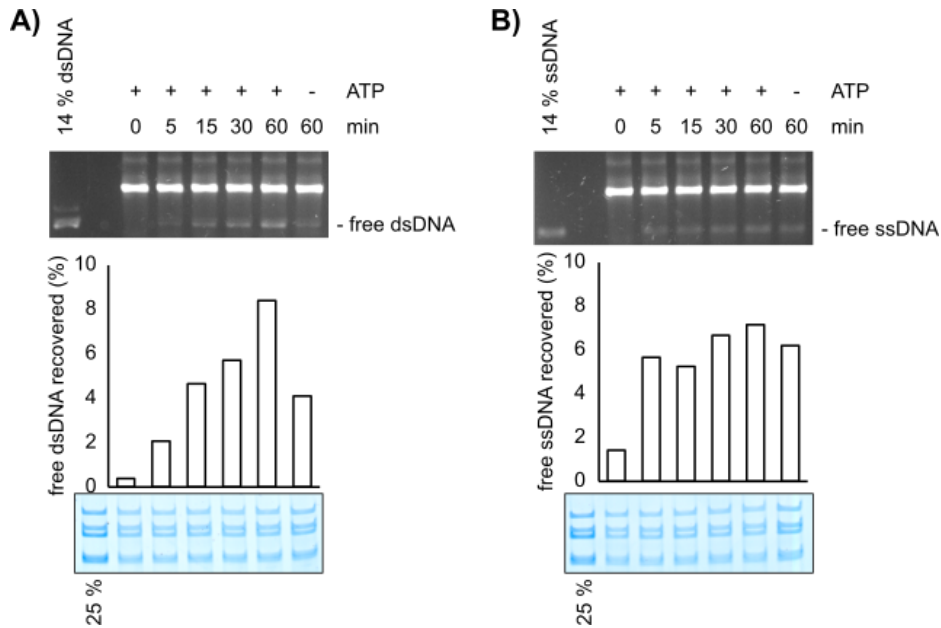 A)
14 % dsDNA
+ + + + + - ATP
0 5 15 30 60 60 min
- free dsDNA
free dsDNA recovered (%)
10
8
6
4
2
0
25 %
B)
14 % ssDNA
+ + + + + - ATP
0 5 15 30 60 60 min
- free ssDNA
free ssDNA recovered (%)
10
8
6
4
2
0
25 %